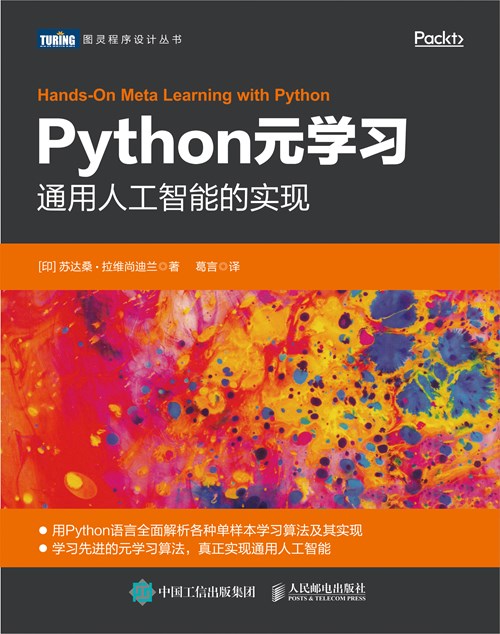 TURING 图灵程序设计丛书
Packt>
Hands-On Meta Learning with Python
Python元学习
通用人工智能的实现
[印] 苏达桑·拉维尚迪兰◎著 葛言◎译
● 用Python语言全面解析各种单样本学习算法及其实现
● 学习先进的元学习算法，真正实现通用人工智能
中国工信出版集团 人民邮电出版社
POSTS & TELECOM PRESS